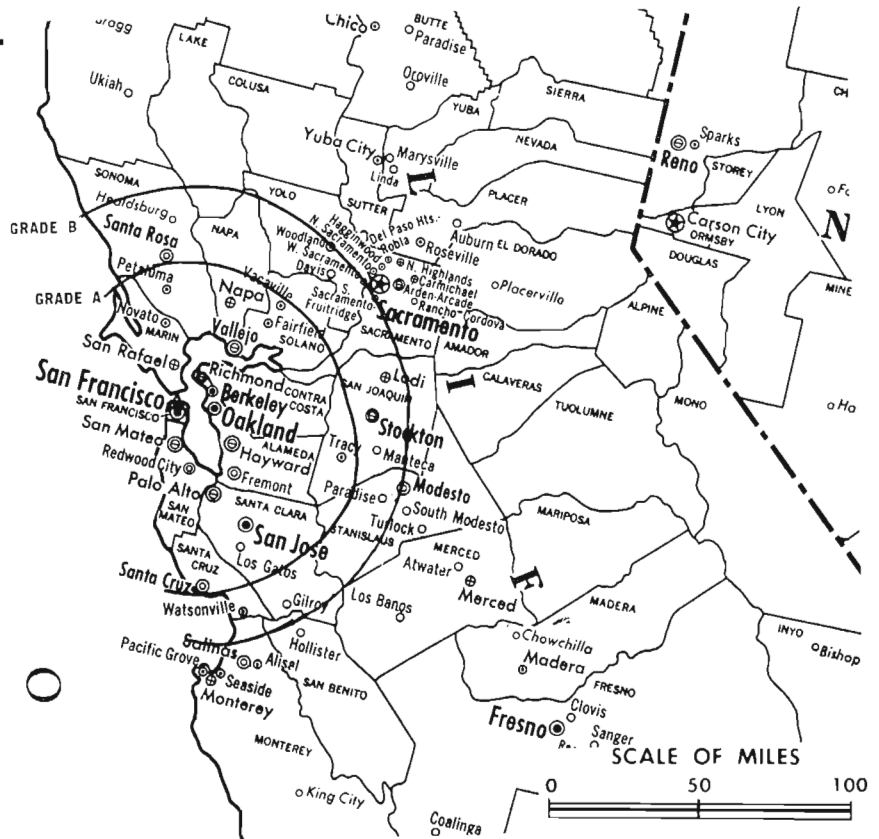 Chico
BUTTE
Paradise
LAKE
Ukiah
COLUSA
Oroville
SIERRA
YUBA
NEVADA
Sparks
Reno
STOREY
Yuba City
Marysville
Linda
L
PLACER
LYON
SONOMA
YOLO
SUTTER
Healdsburg
GRADE B
Santa Rosa
NAPA
Woodland
Hagginwood
N. Sacramento
Del Paso Hts.
Robla
Roseville
Auburn
EL DORADO
Carson City
ORMSBY
N
DOUGLAS
W. Sacramento
Davis
N. Highlands
Carmichael
Arden-Arcade
Rancho-Cordova
Placerville
Petaluma
GRADE A
Napa
Vacaville
S. Sacramento-
Fruitridge
Sacramento
SACRAMENTO
AMADOR
ALPINE
MINE
Novato
MARIN
Vallejo
Fairfield
SOLANO
San Rafael
Richmond
CONTRA
COSTA
SAN JOAQUIN
Lodi
I
CALAVERAS
San Francisco
SAN FRANCISCO
Berkeley
Oakland
Stockton
TUOLUMNE
MONO
San Mateo
ALAMEDA
Hayward
Tracy
Manteca
Redwood City
Fremont
Palo Alto
Paradise
Modesto
SAN
MATEO
SANTA CLARA
San Jose
STANISLAUS
South Modesto
Turlock
MARIPOSA
SANTA
CRUZ
Los Gatos
MERCED
Atwater
Merced
F
Santa Cruz
Watsonville
Gilroy
Los Banos
MADERA
Salinas
Alisal
Hollister
Chowchilla
INYO
Bishop
Pacific Grove
Seaside
Monterey
SAN BENITO
Madera
FRESNO
Clovis
Fresno
Sanger
MONTEREY
King City
Coalinga
SCALE OF MILES
0 50 100
O